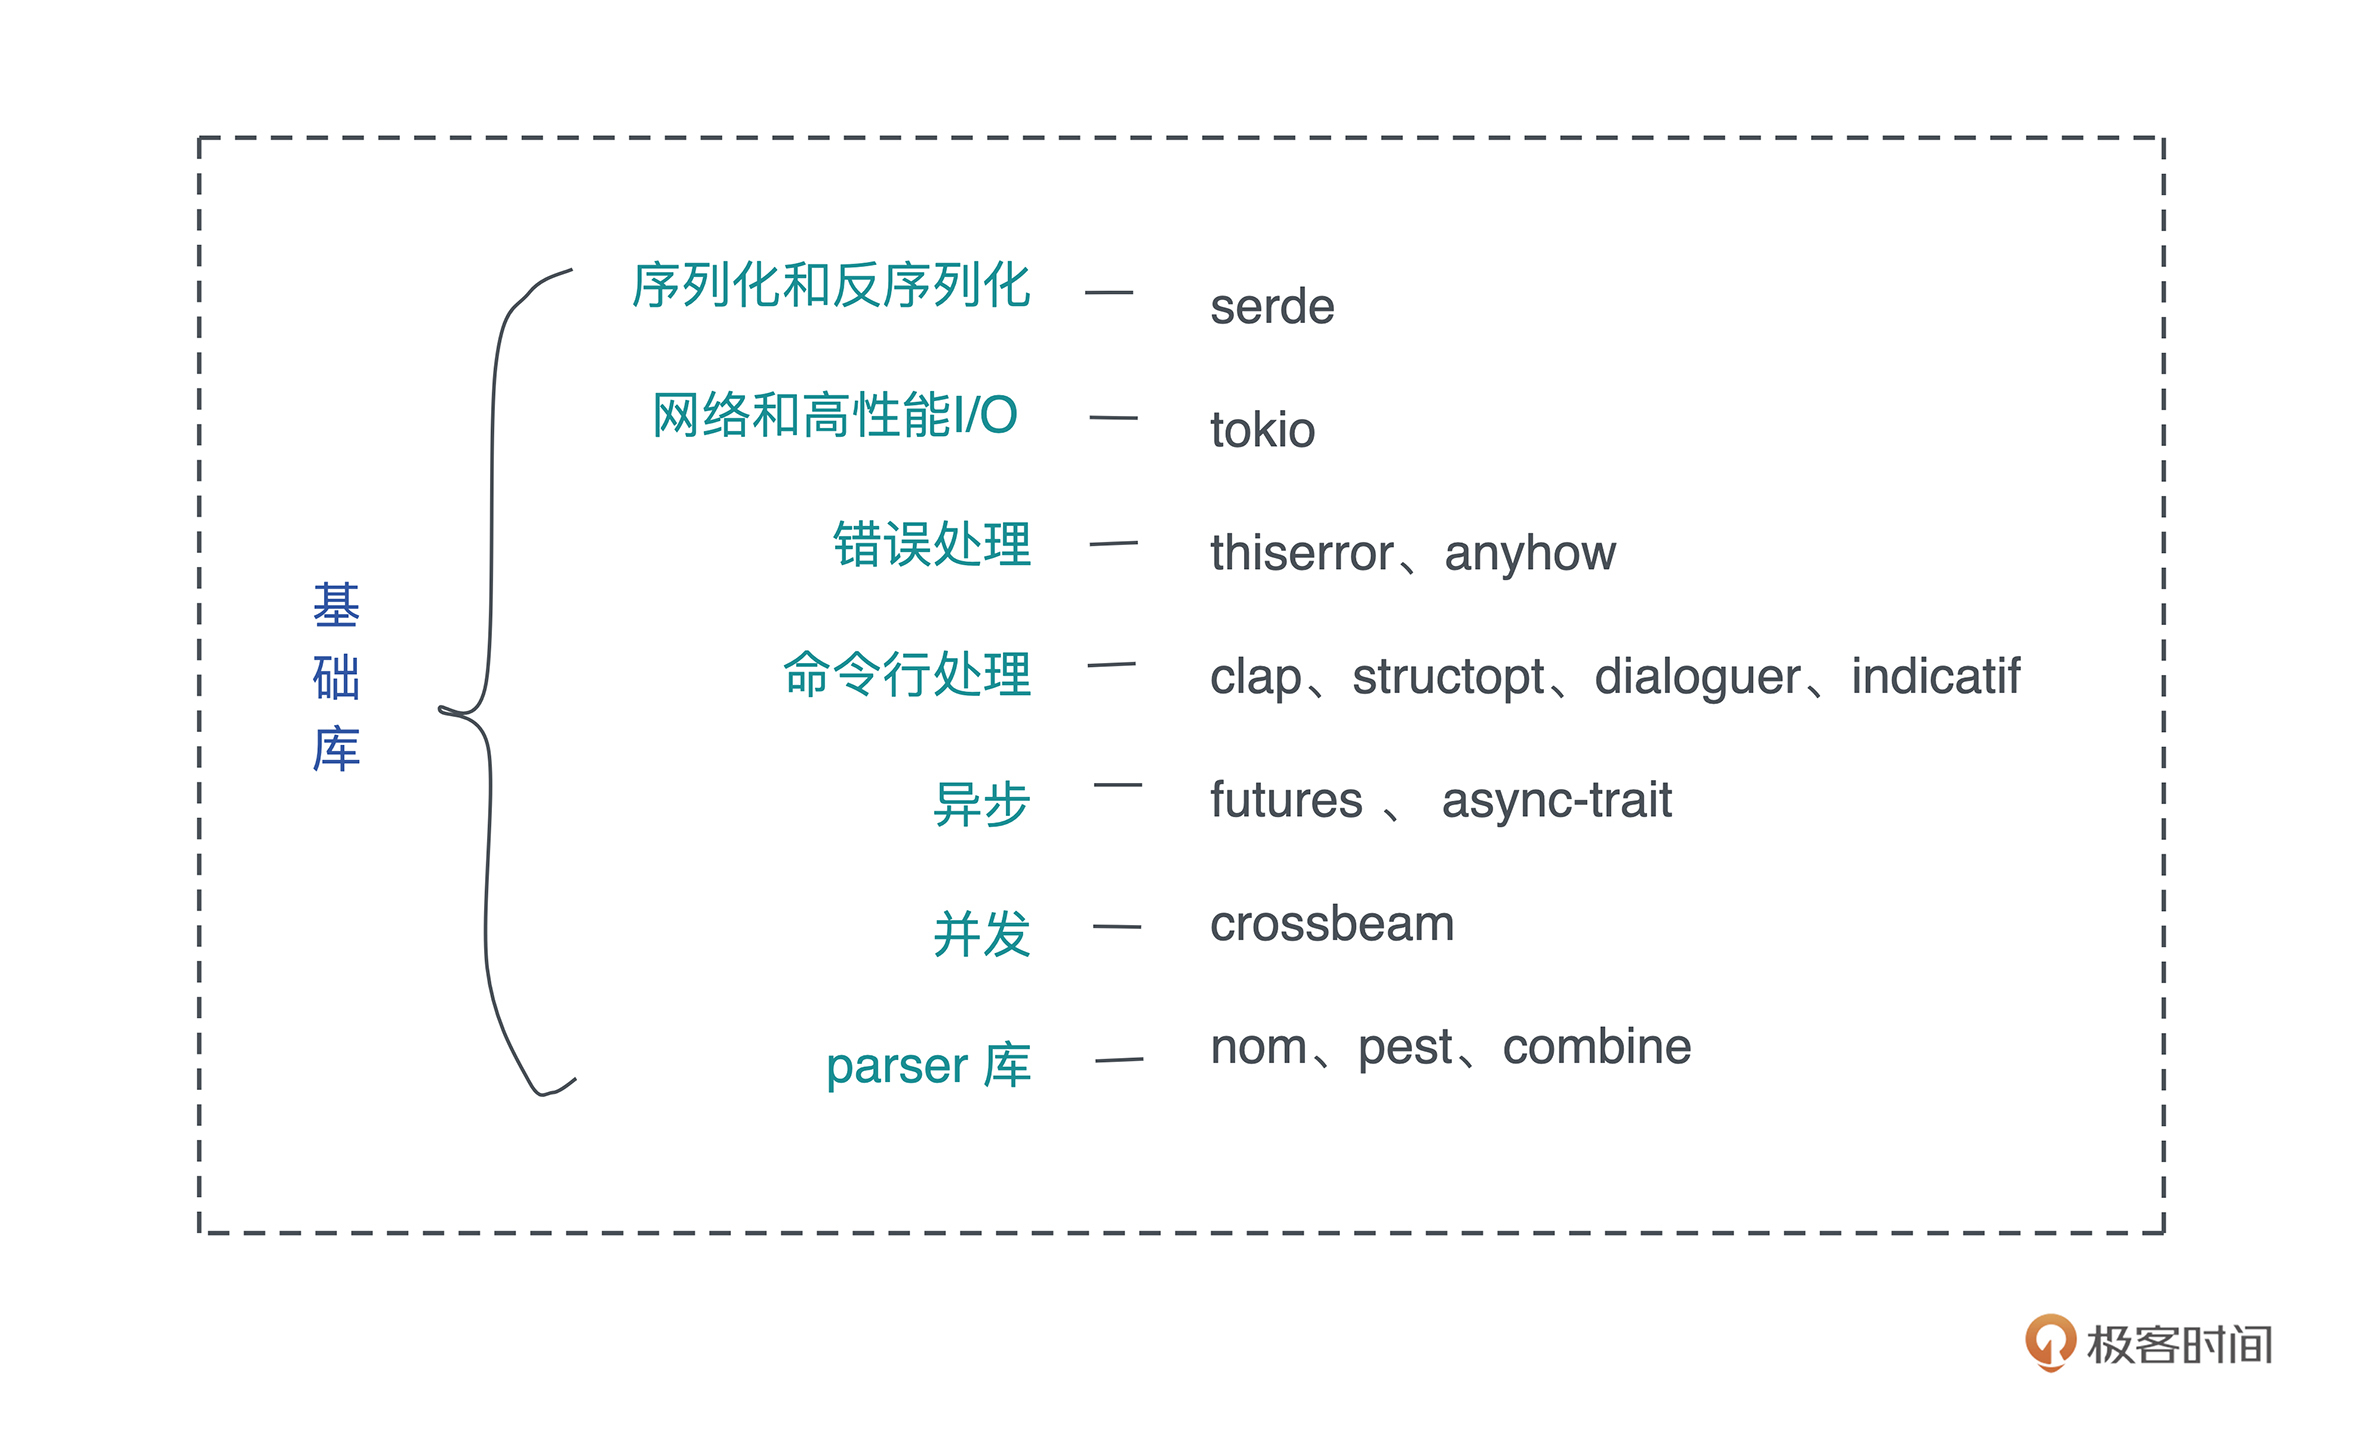 基础库
序列化和反序列化 — serde
网络和高性能I/O — tokio
错误处理 — thiserror、anyhow
命令行处理 — clap、structopt、dialoguer、indicatif
异步 — futures 、 async-trait
并发 — crossbeam
parser 库 — nom、pest、combine
极客时间